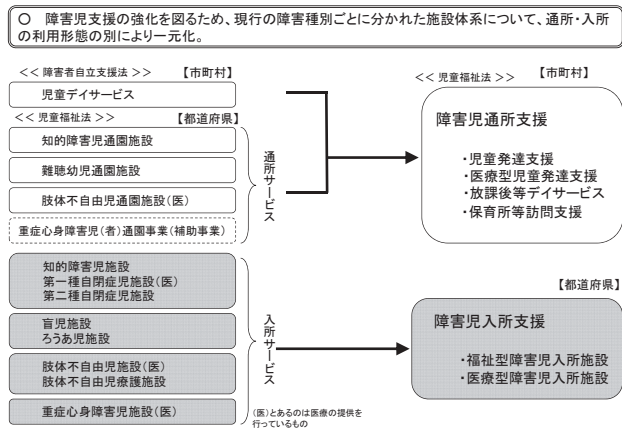 ○　障害児支援の強化を図るため、現行の障害種別ごとに分かれた施設体系について、通所・入所
の利用形態の別により一元化。
<< 障害者自立支援法 >>　【市町村】
児童デイサービス
<< 児童福祉法 >>　【都道府県】
知的障害児通園施設
難聴幼児通園施設
肢体不自由児通園施設（医）
重症心身障害児（者）通園事業（補助事業）
通所サービス
<< 児童福祉法 >>　【市町村】
障害児通所支援
・児童発達支援
・医療型児童発達支援
・放課後等デイサービス
・保育所等訪問支援
知的障害児施設
第一種自閉症児施設（医）
第二種自閉症児施設
盲児施設
ろうあ児施設
肢体不自由児施設（医）
肢体不自由児療護施設
重症心身障害児施設（医）
入所サービス
（医）とあるのは医療の提供を
行っているもの
【都道府県】
障害児入所支援
・福祉型障害児入所施設
・医療型障害児入所施設